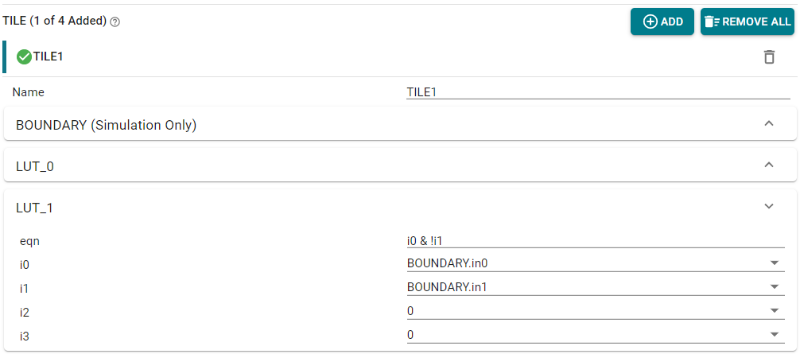 TILE (1 of 4 Added)
ADD
REMOVE ALL
TILE1
Name TILE1
BOUNDARY (Simulation Only)
LUT_0
LUT_1
eqn i0 & !i1
i0 BOUNDARY.in0
i1 BOUNDARY.in1
i2 0
i3 0